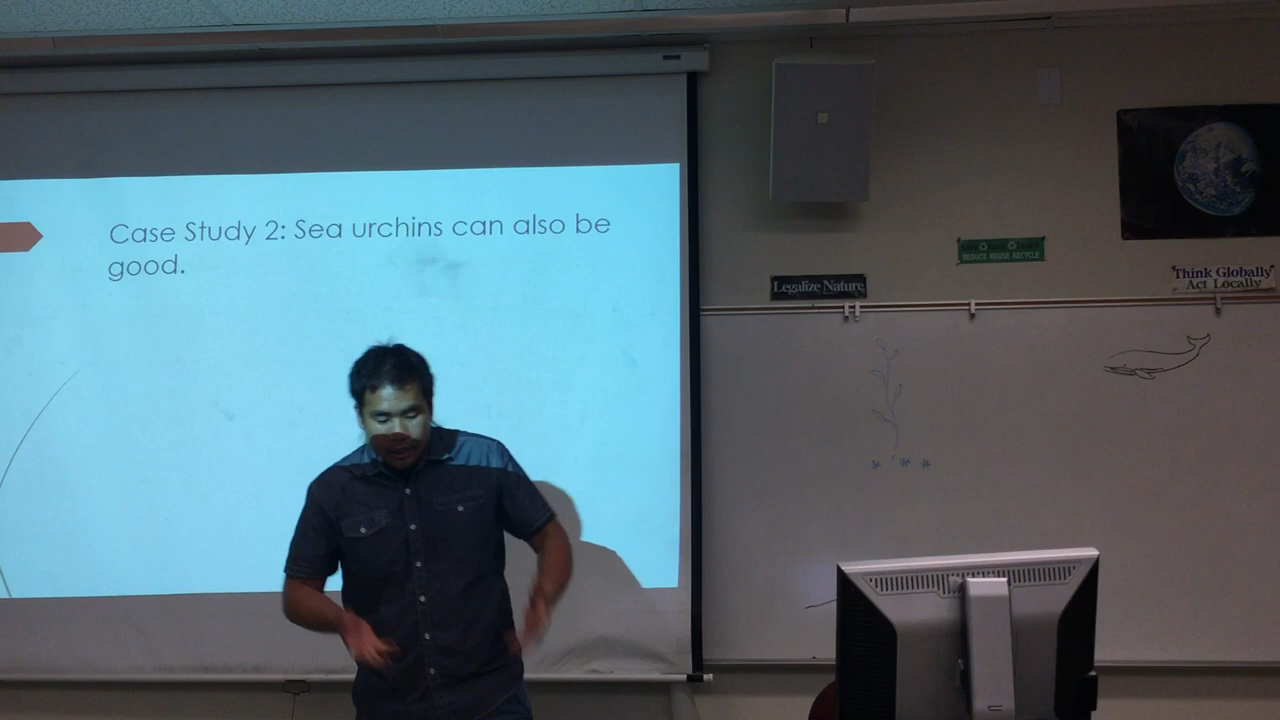 Case Study 2: Sea urchins can also be
good.
REDUCE REUSE RECYCLE
Legalize Nature
Think Globally
Act Locally